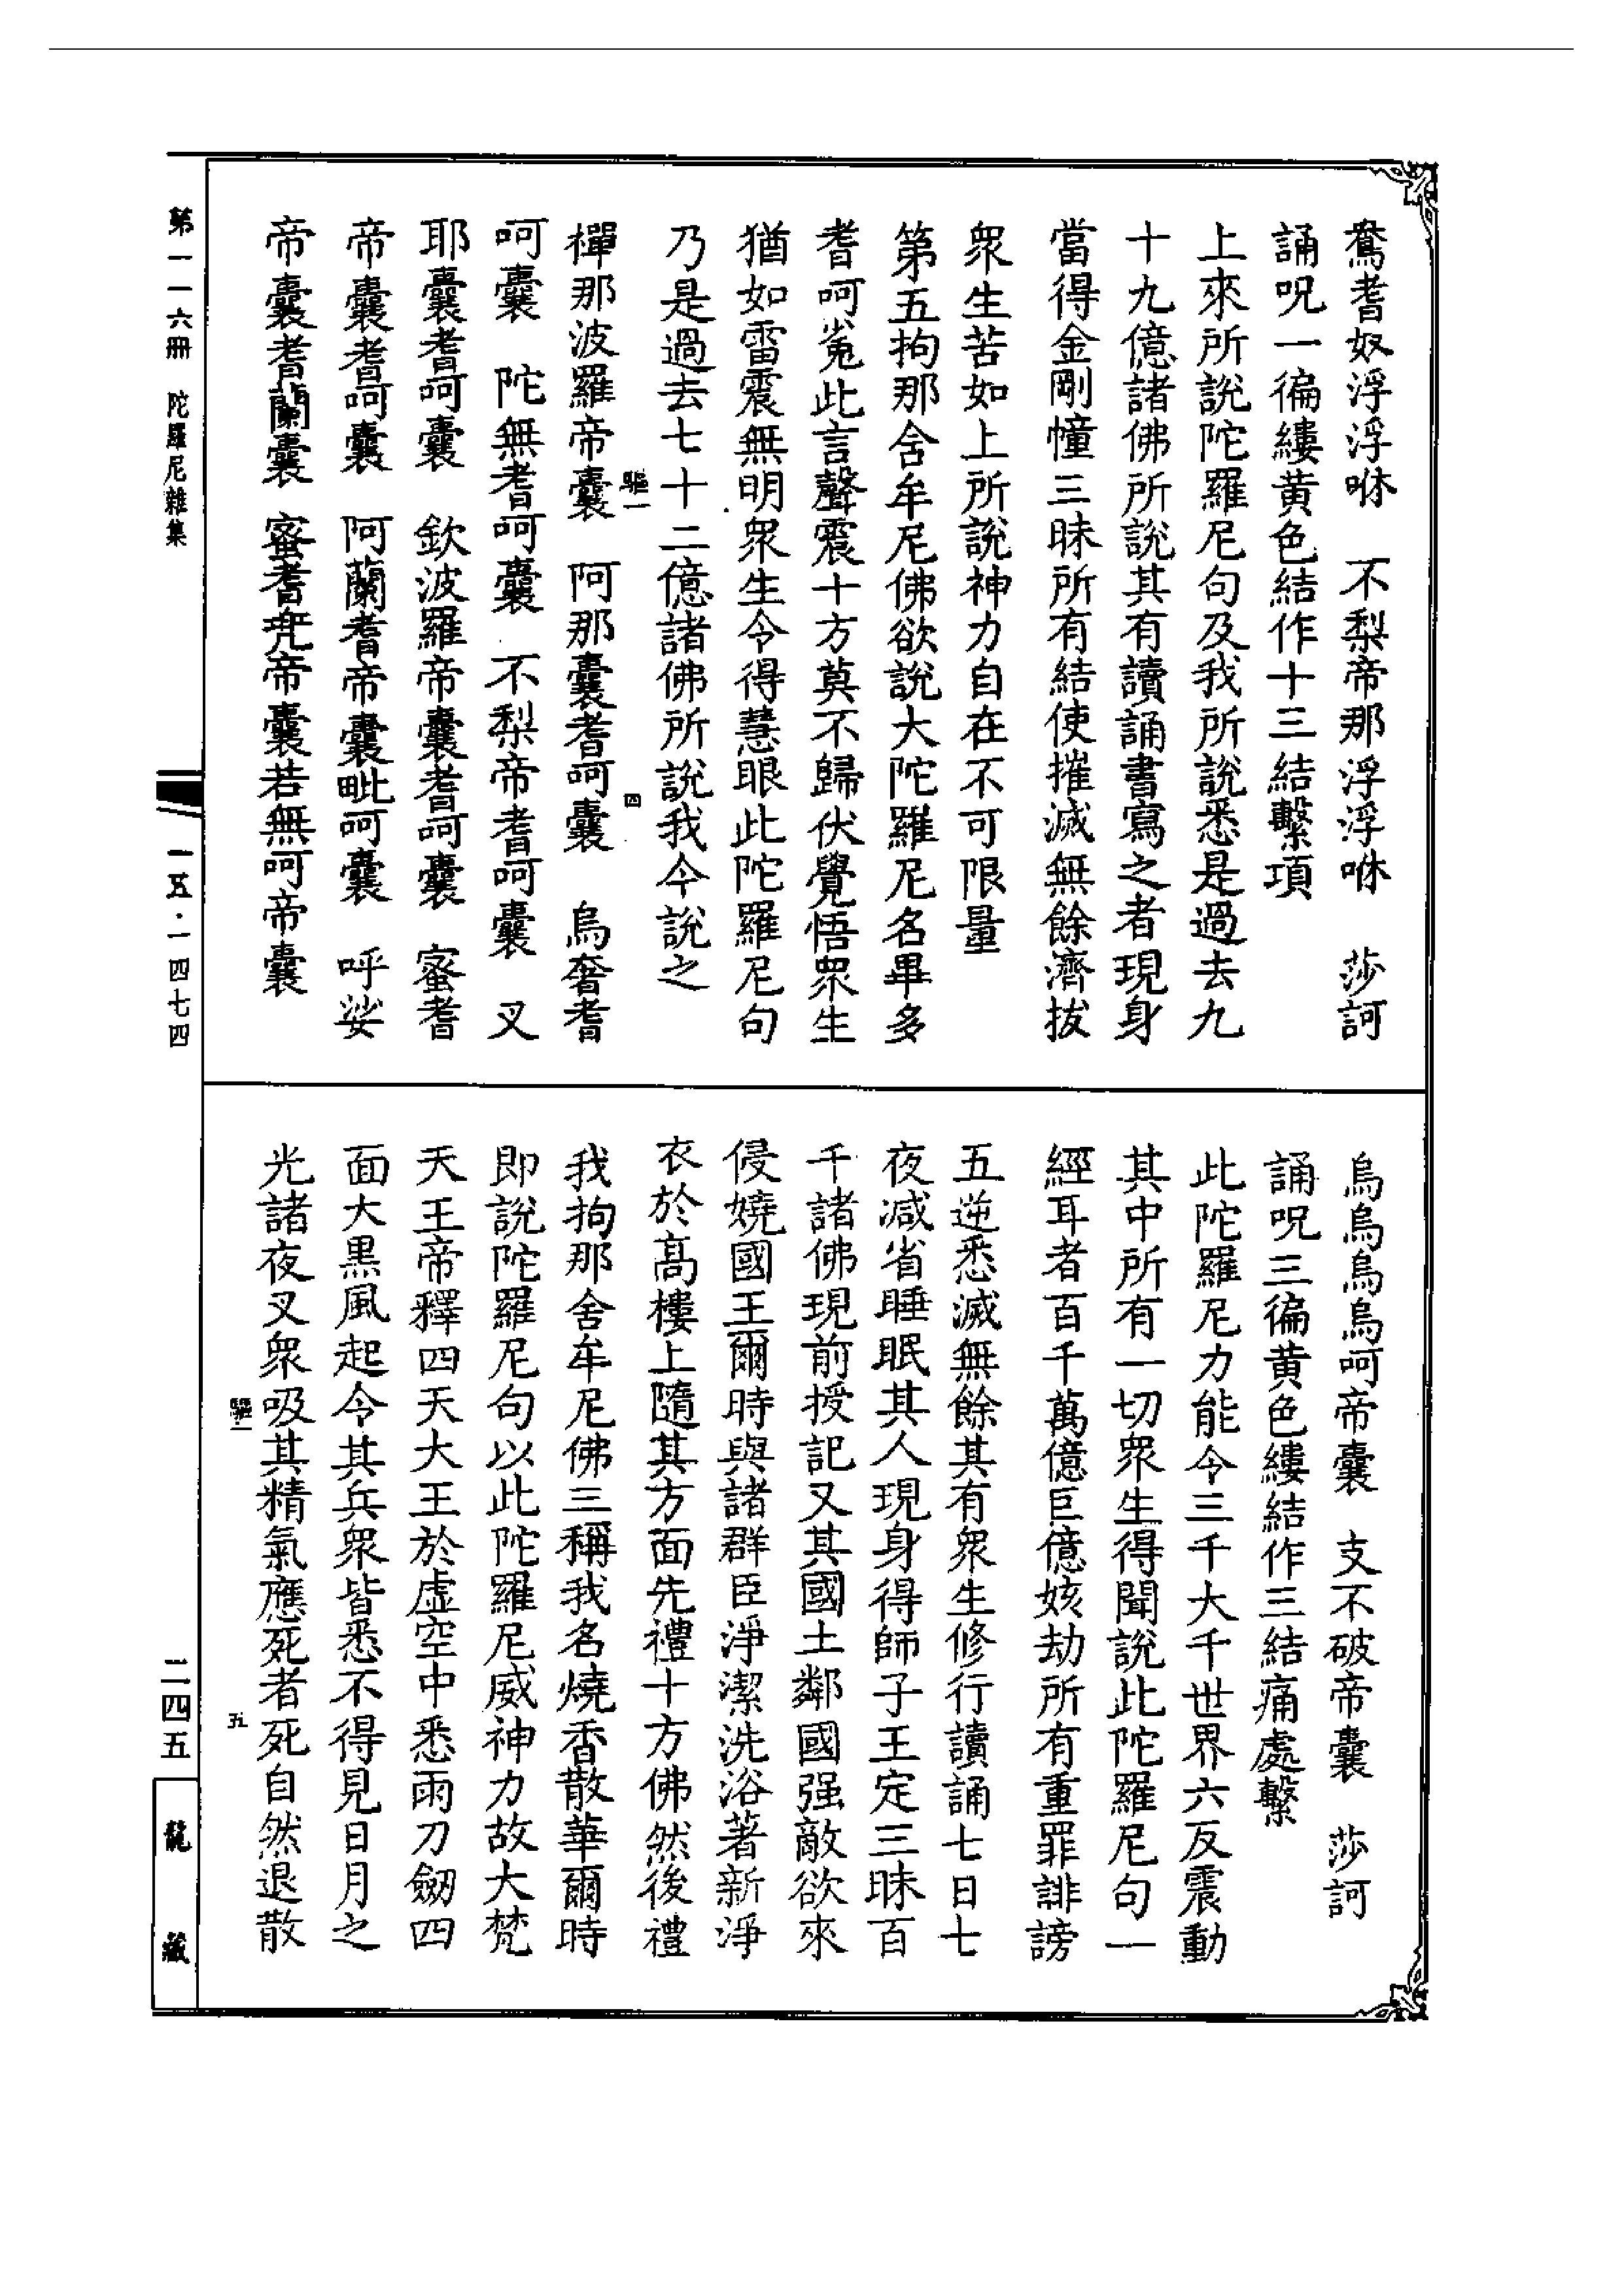 鴦耆奴浮浮咻　不梨帝那浮浮咻　莎訶
誦呪一徧縷黄色結作十三結繫項
上來所說陀羅尼句及我所說悉是過去九
十九億諸佛所說其有讀誦書寫之者現身
當得金剛幢三昧所有結使摧滅無餘濟拔
衆生苦如上所說神力自在不可限量
第五拘那舍牟尼佛欲說大陀羅尼名畢多
耆呵㝹此言聲震十方莫不歸伏覺悟衆生
猶如雷震無明衆生令得慧眼此陀羅尼句
乃是過去七十二億諸佛所說我今說之
驅一　四
樿那波羅帝囊　阿那囊耆呵囊　烏奢耆
呵囊　陀無耆呵囊　不梨帝耆呵囊　叉
耶囊耆呵囊　欽波羅帝囊耆呵囊　蜜耆
帝囊耆呵囊　阿蘭耆帝囊毗呵囊　呼娑
帝囊耆蘭囊　蜜耆兜帝囊若無呵帝囊
烏烏烏烏呵帝囊　支不破帝囊　莎訶
誦呪三徧黄色縷結作三結痛處繫
此陀羅尼力能令三千大千世界六反震動
其中所有一切衆生得聞說此陀羅尼句一
經耳者百千萬億巨億姟劫所有重罪誹謗
五逆悉滅無餘其有衆生修行讀誦七日七
夜減省睡眠其人現身得師子王定三昧百
千諸佛現前授記又其國土鄰國强敵欲來
侵嬈國王爾時與諸群臣淨潔洗浴著新淨
衣於高樓上隨其方面先禮十方佛然後禮
我拘那舍牟尼佛三稱我名燒香散華爾時
即說陀羅尼句以此陀羅尼威神力故大梵
天王帝釋四天大王於虛空中悉雨刀劒四
面大黒風起令其兵衆皆悉不得見日月之
光諸夜叉衆吸其精氣應死者死自然退散
驅二　五
第一一六冊　陀羅尼雜集
一五·一四七四
二四五
龍藏